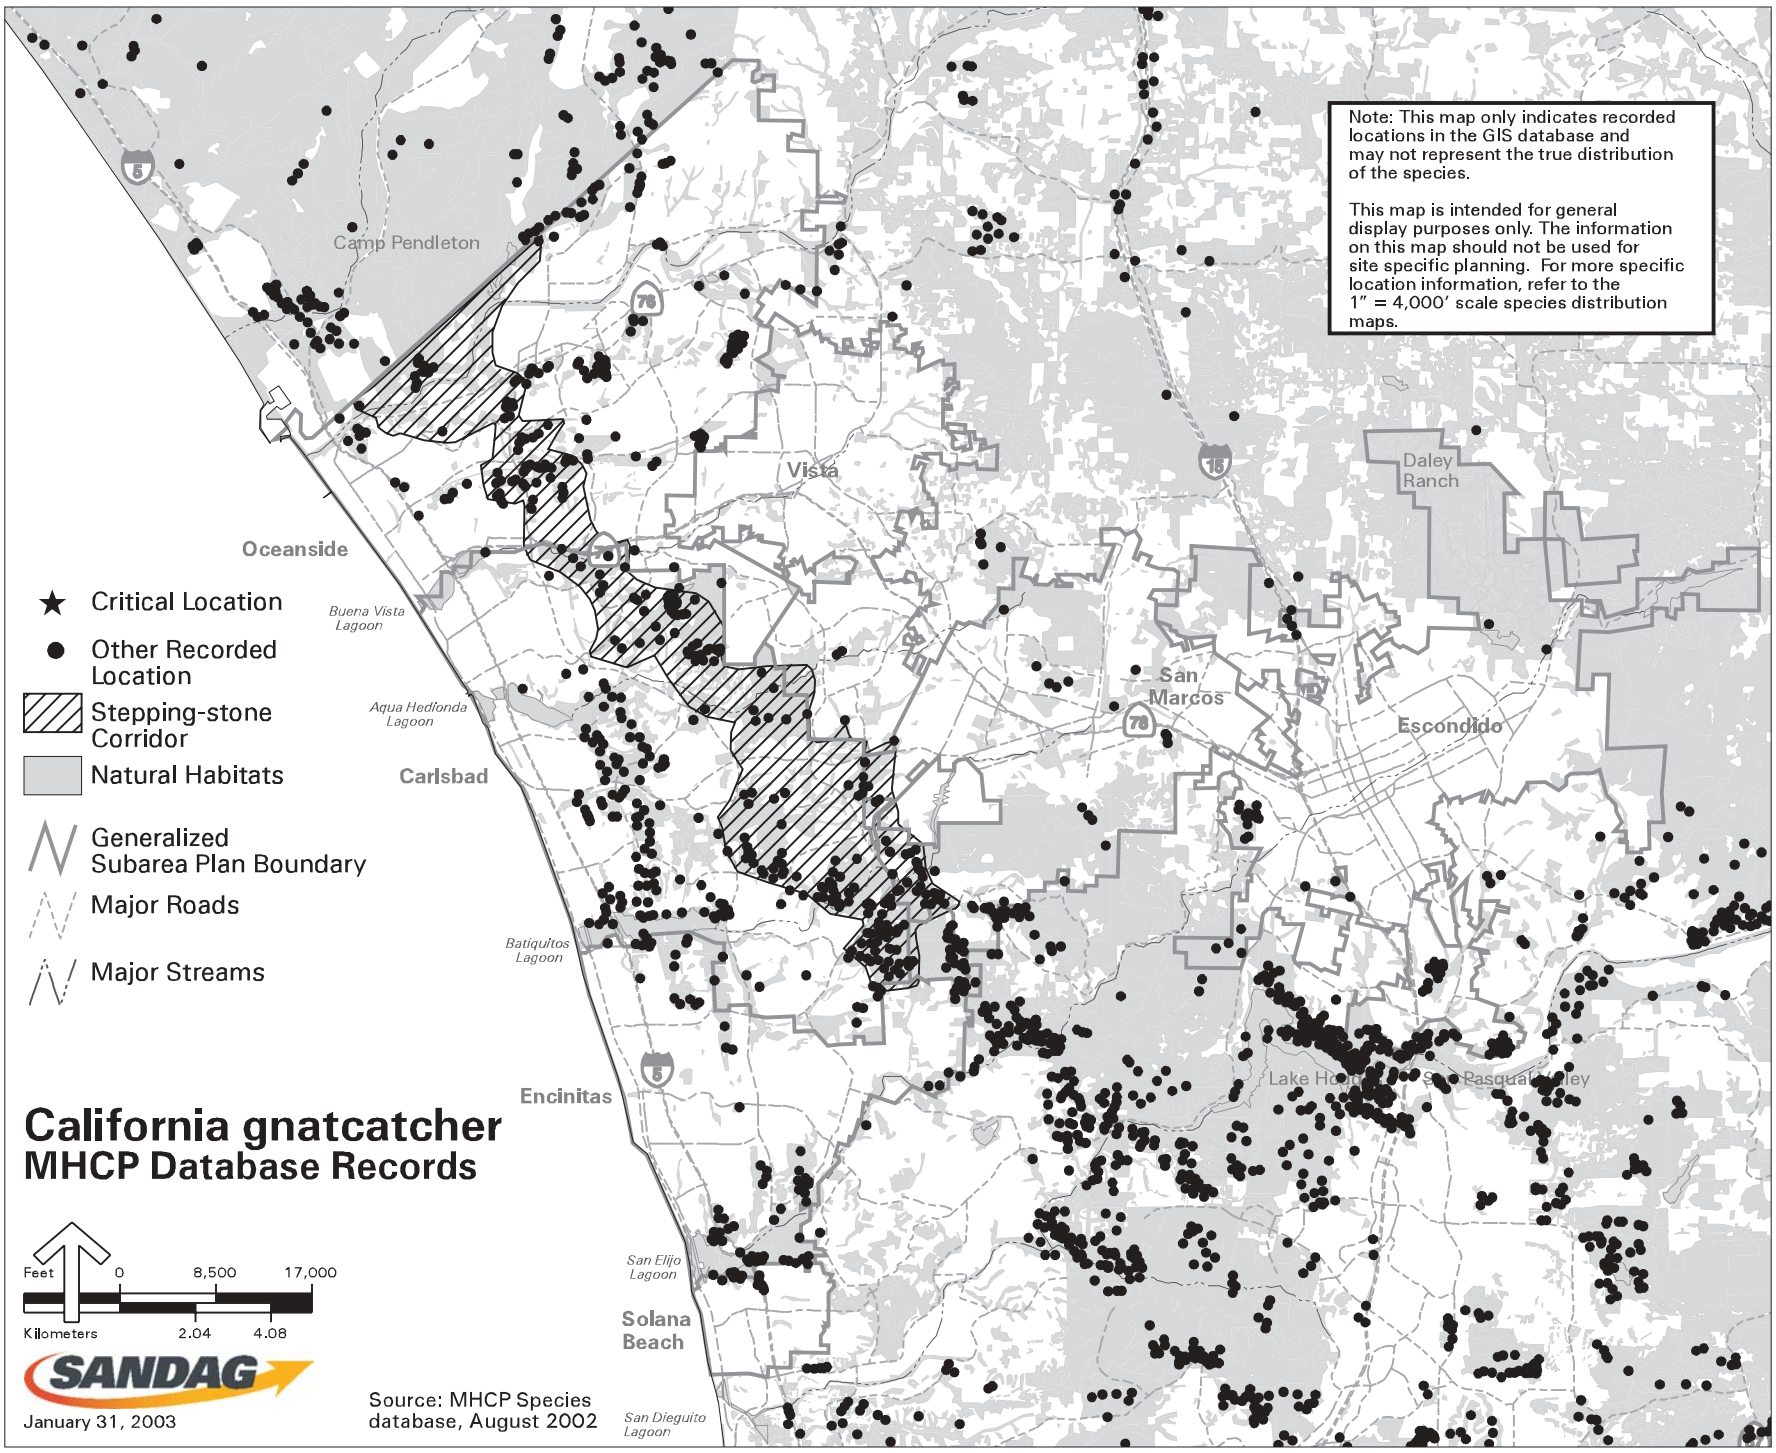 Note: This map only indicates recorded
locations in the GIS database and
may not represent the true distribution
of the species.
This map is intended for general
display purposes only. The information
on this map should not be used for
site specific planning. For more specific
location information, refer to the
1” = 4,000’ scale species distribution
maps.
5
Camp Pendleton
76
15
Daley
Ranch
Vista
Oceanside
Buena Vista
Lagoon
San
Marcos
78
Escondido
Aqua Hedionda
Lagoon
Carlsbad
Batiquitos
Lagoon
5
Encinitas
San Elijo
Lagoon
Solana
Beach
San Dieguito
Lagoon
Critical Location
Other Recorded
Location
Stepping-stone
Corridor
Natural Habitats
Generalized
Subarea Plan Boundary
Major Roads
Major Streams
California gnatcatcher
MHCP Database Records
Feet 0 8,500 17,000
Kilometers 2.04 4.08
SANDAG
January 31, 2003
Source: MHCP Species
database, August 2002